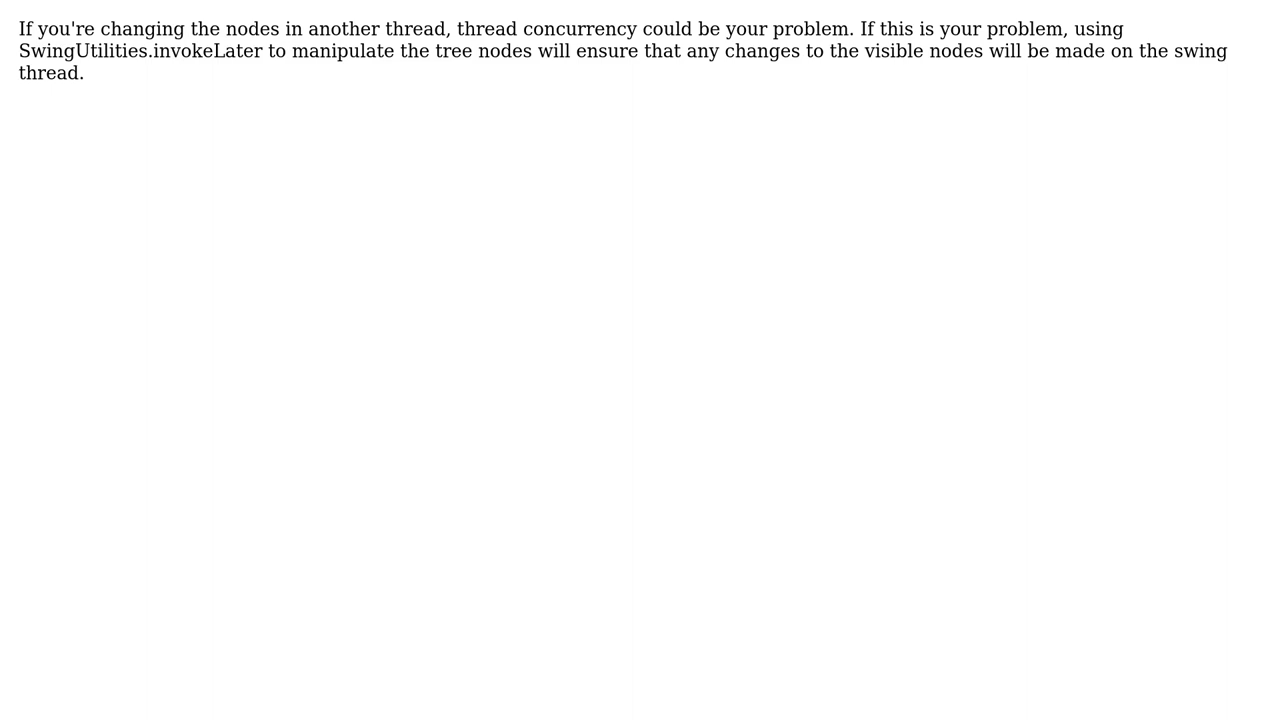 If you're changing the nodes in another thread, thread concurrency could be your problem. If this is your problem, using
SwingUtilities.invokeLater to manipulate the tree nodes will ensure that any changes to the visible nodes will be made on the swing
thread.